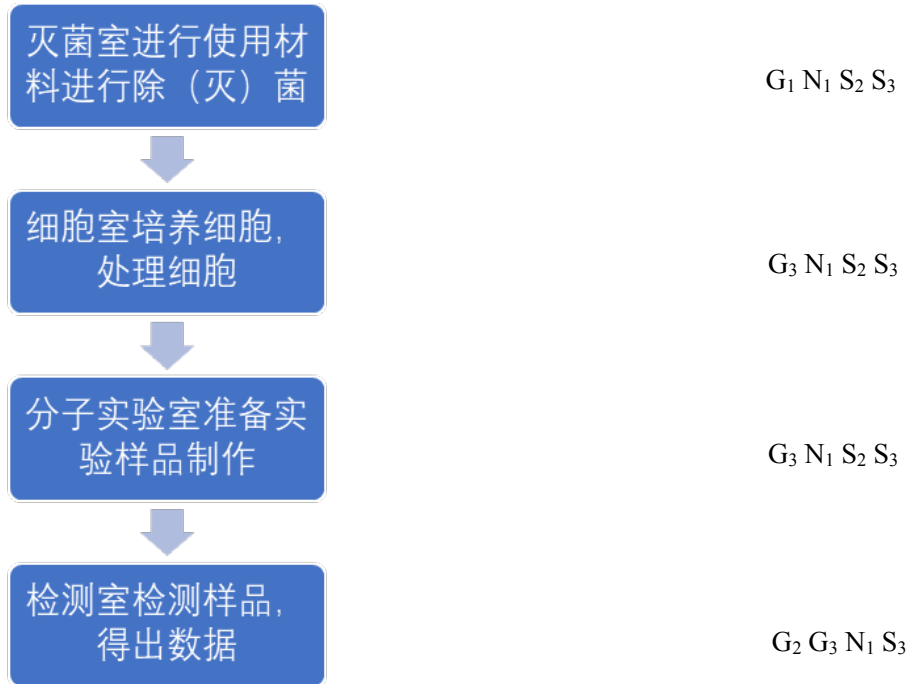 灭菌室进行使用材
料进行除（灭）菌
G₁ N₁ S₂ S₃
细胞室培养细胞，
处理细胞
G₃ N₁ S₂ S₃
分子实验室准备实
验样品制作
G₃ N₁ S₂ S₃
检测室检测样品，
得出数据
G₂ G₃ N₁ S₃